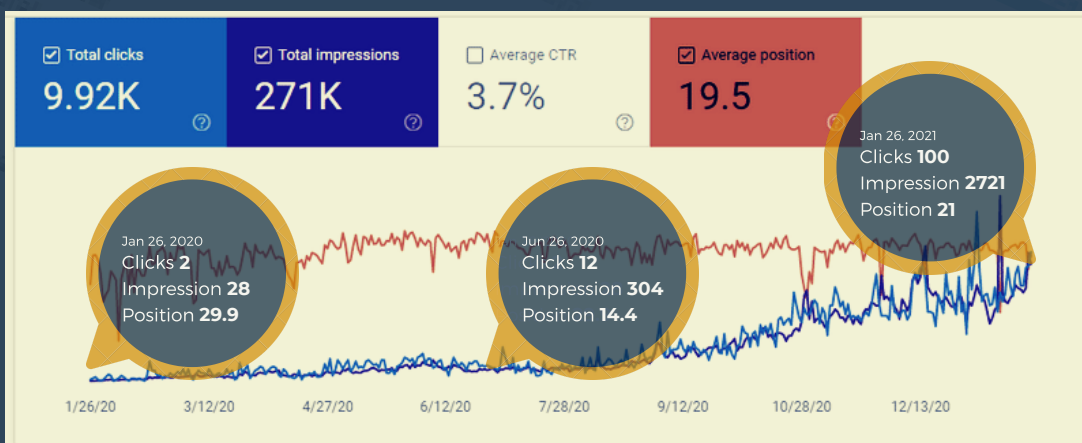 Total clicks
9.92K
Total impressions
271K
Average CTR
3.7%
Average position
19.5
Jan 26, 2020
Clicks 2
Impression 28
Position 29.9
Jun 26, 2020
Clicks 12
Impression 304
Position 14.4
Jan 26, 2021
Clicks 100
Impression 2721
Position 21
1/26/20 3/12/20 4/27/20 6/12/20 7/28/20 9/12/20 10/28/20 12/13/20